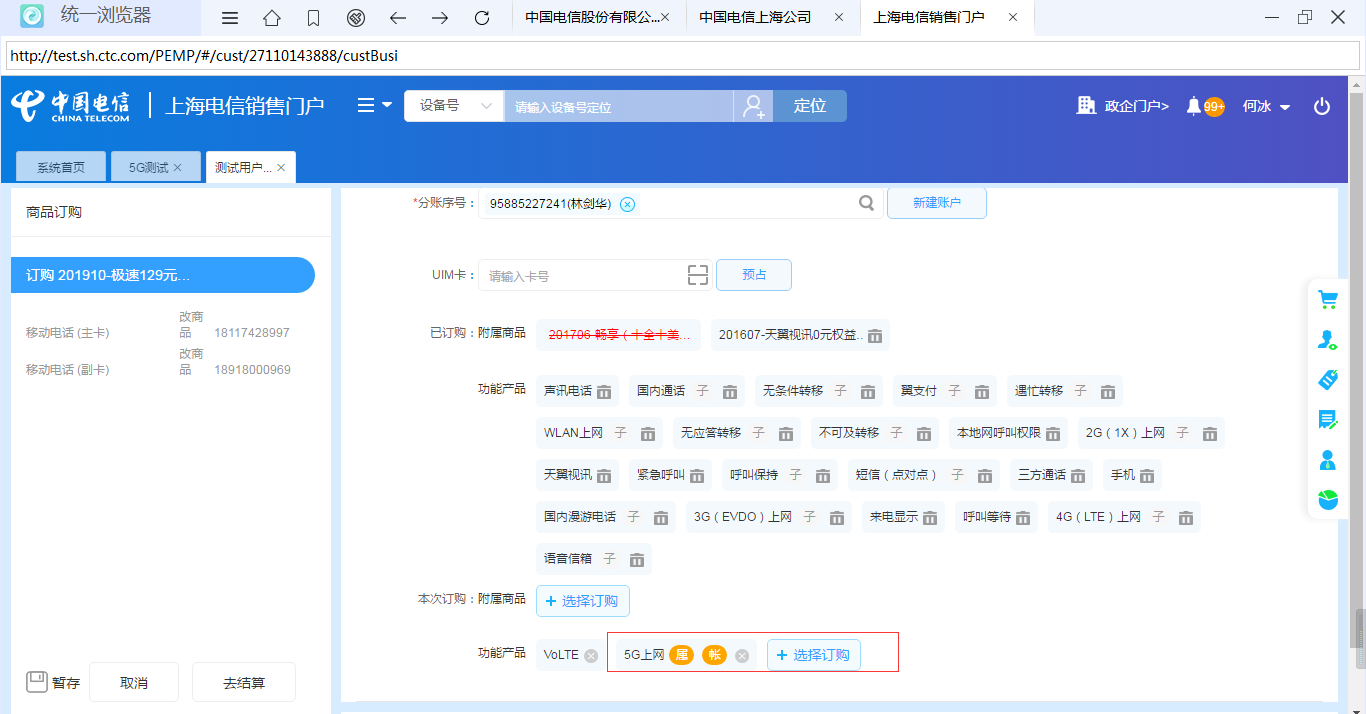 统一浏览器 中国电信股份有限公... 中国电信上海公司 上海电信销售门户
http://test.sh.ctc.com/PEMP/#/cust/27110143888/custBusi
中国电信 CHINA TELECOM 上海电信销售门户 设备号 请输入设备号定位 定位 政企门户> 99+ 何冰
系统首页 5G测试 测试用户...
商品订购
订购 201910-极速129元...
移动电话 (主卡) 改商品 18117428997
移动电话 (副卡) 改商品 18918000969
暂存 取消 去结算
*分账序号： 95885227241(林剑华) 新建账户
UIM卡： 请输入卡号 预占
已订购： 附属商品 201706-畅享（十全十美... 201607-天翼视讯0元权益..
功能产品 声讯电话 国内通话 子 无条件转移 子 翼支付 子 遇忙转移 子
WLAN上网 子 无应答转移 子 不可及转移 子 本地网呼叫权限 2G（1X）上网 子
天翼视讯 紧急呼叫 呼叫保持 子 短信（点对点） 子 三方通话 手机
国内漫游电话 子 3G（EVDO）上网 子 来电显示 呼叫等待 4G（LTE）上网 子
语音信箱 子
本次订购： 附属商品 + 选择订购
功能产品 VoLTE 5G上网 属 帐 + 选择订购